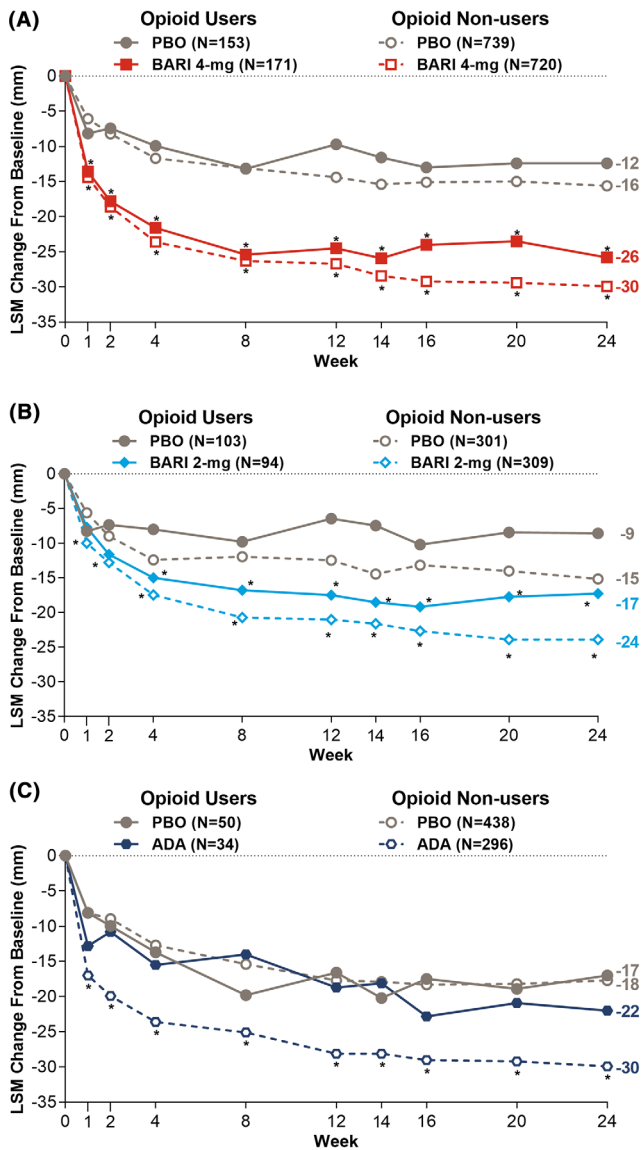 (A)
Opioid Users Opioid Non-users
PBO (N=153) PBO (N=739)
BARI 4-mg (N=171) BARI 4-mg (N=720)
LSM Change From Baseline (mm)
0
-5
-10
-15
-20
-25
-30
-35
* * * * * * * * *
* * * * * * * * *
-12
-16
-26
-30
0 1 2 4 8 12 14 16 20 24
Week
(B)
Opioid Users Opioid Non-users
PBO (N=103) PBO (N=301)
BARI 2-mg (N=94) BARI 2-mg (N=309)
LSM Change From Baseline (mm)
0
-5
-10
-15
-20
-25
-30
-35
* * * * * * *
* * * * * * * * *
-9
-15
-17
-24
0 1 2 4 8 12 14 16 20 24
Week
(C)
Opioid Users Opioid Non-users
PBO (N=50) PBO (N=438)
ADA (N=34) ADA (N=296)
LSM Change From Baseline (mm)
0
-5
-10
-15
-20
-25
-30
-35
* * * * * * * * *
-17
-18
-22
-30
0 1 2 4 8 12 14 16 20 24
Week